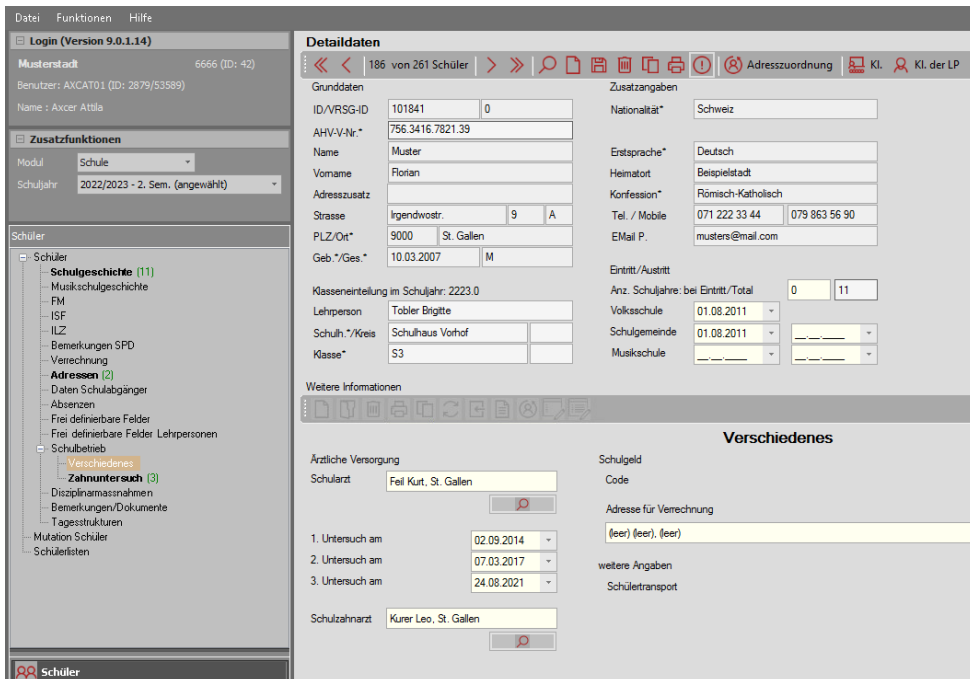 Datei Funktionen Hilfe
Login (Version 9.0.1.14)
Musterstadt 6666 (ID: 42)
Benutzer: AXCAT01 (ID: 2879/53589)
Name : Axcer Attila
Zusatzfunktionen
Modul Schule
Schuljahr 2022/2023 - 2. Sem. (angewählt)
Schüler
Schüler
Schulgeschichte (11)
Musikschulgeschichte
FM
ISF
ILZ
Bemerkungen SPD
Verrechnung
Adressen (2)
Daten Schulabgänger
Absenzen
Frei definierbare Felder
Frei definierbare Felder Lehrpersonen
Schulbetrieb
Verschiedenes
Zahnuntersuch (3)
Disziplinarmassnahmen
Bemerkungen/Dokumente
Tagesstrukturen
Mutation Schüler
Schülerlisten
Schüler
Detaildaten
186 von 261 Schüler Adresszuordnung Kl. Kl. der LP
Grunddaten
ID/VRSG-ID 101841 0
AHV-V-Nr.* 756.3416.7821.39
Name Muster
Vorname Florian
Adresszusatz
Strasse Irgendwostr. 9 A
PLZ/Ort* 9000 St. Gallen
Geb.*/Ges.* 10.03.2007 M
Klasseneinteilung im Schuljahr: 2223.0
Lehrperson Tobler Brigitte
Schulh.*/Kreis Schulhaus Vorhof
Klasse* S3
Zusatzangaben
Nationalität* Schweiz
Erstsprache* Deutsch
Heimatort Beispielstadt
Konfession* Römisch-Katholisch
Tel. / Mobile 071 222 33 44 079 863 56 90
EMail P. musters@mail.com
Eintritt/Austritt
Anz. Schuljahre: bei Eintritt/Total 0 11
Volksschule 01.08.2011
Schulgemeinde 01.08.2011 __.__.____
Musikschule __.__.____ __.__.____
Weitere Informationen
Verschiedenes
Ärztliche Versorgung
Schularzt Feil Kurt, St. Gallen
1. Untersuch am 02.09.2014
2. Untersuch am 07.03.2017
3. Untersuch am 24.08.2021
Schulzahnarzt Kurer Leo, St. Gallen
Schulgeld
Code
Adresse für Verrechnung
(leer) (leer), (leer)
weitere Angaben
Schülertransport